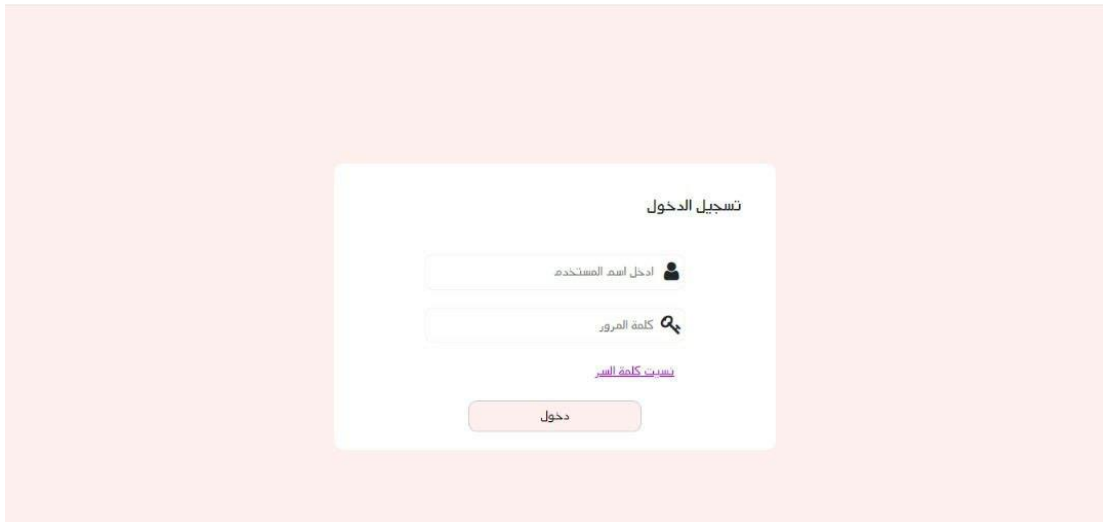 تسجيل الدخول
ادخل اسم المستخدم
كلمة المرور
نسيت كلمة السر
دخول